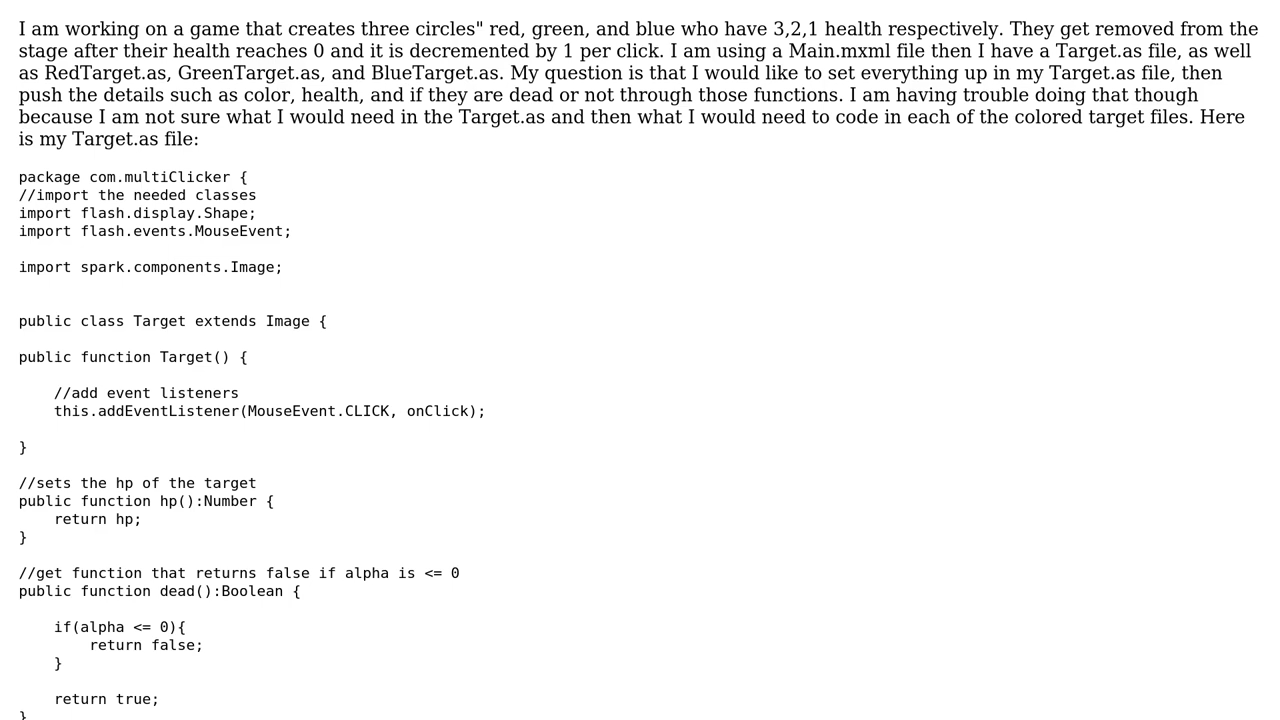 I am working on a game that creates three circles" red, green, and blue who have 3,2,1 health respectively. They get removed from the
stage after their health reaches 0 and it is decremented by 1 per click. I am using a Main.mxml file then I have a Target.as file, as well
as RedTarget.as, GreenTarget.as, and BlueTarget.as. My question is that I would like to set everything up in my Target.as file, then
push the details such as color, health, and if they are dead or not through those functions. I am having trouble doing that though
because I am not sure what I would need in the Target.as and then what I would need to code in each of the colored target files. Here
is my Target.as file:
package com.multiClicker {
//import the needed classes
import flash.display.Shape;
import flash.events.MouseEvent;
import spark.components.Image;
public class Target extends Image {
public function Target() {
//add event listeners
this.addEventListener(MouseEvent.CLICK, onClick);
}
//sets the hp of the target
public function hp():Number {
return hp;
}
//get function that returns false if alpha is <= 0
public function dead():Boolean {
if(alpha <= 0){
return false;
}
return true;
}